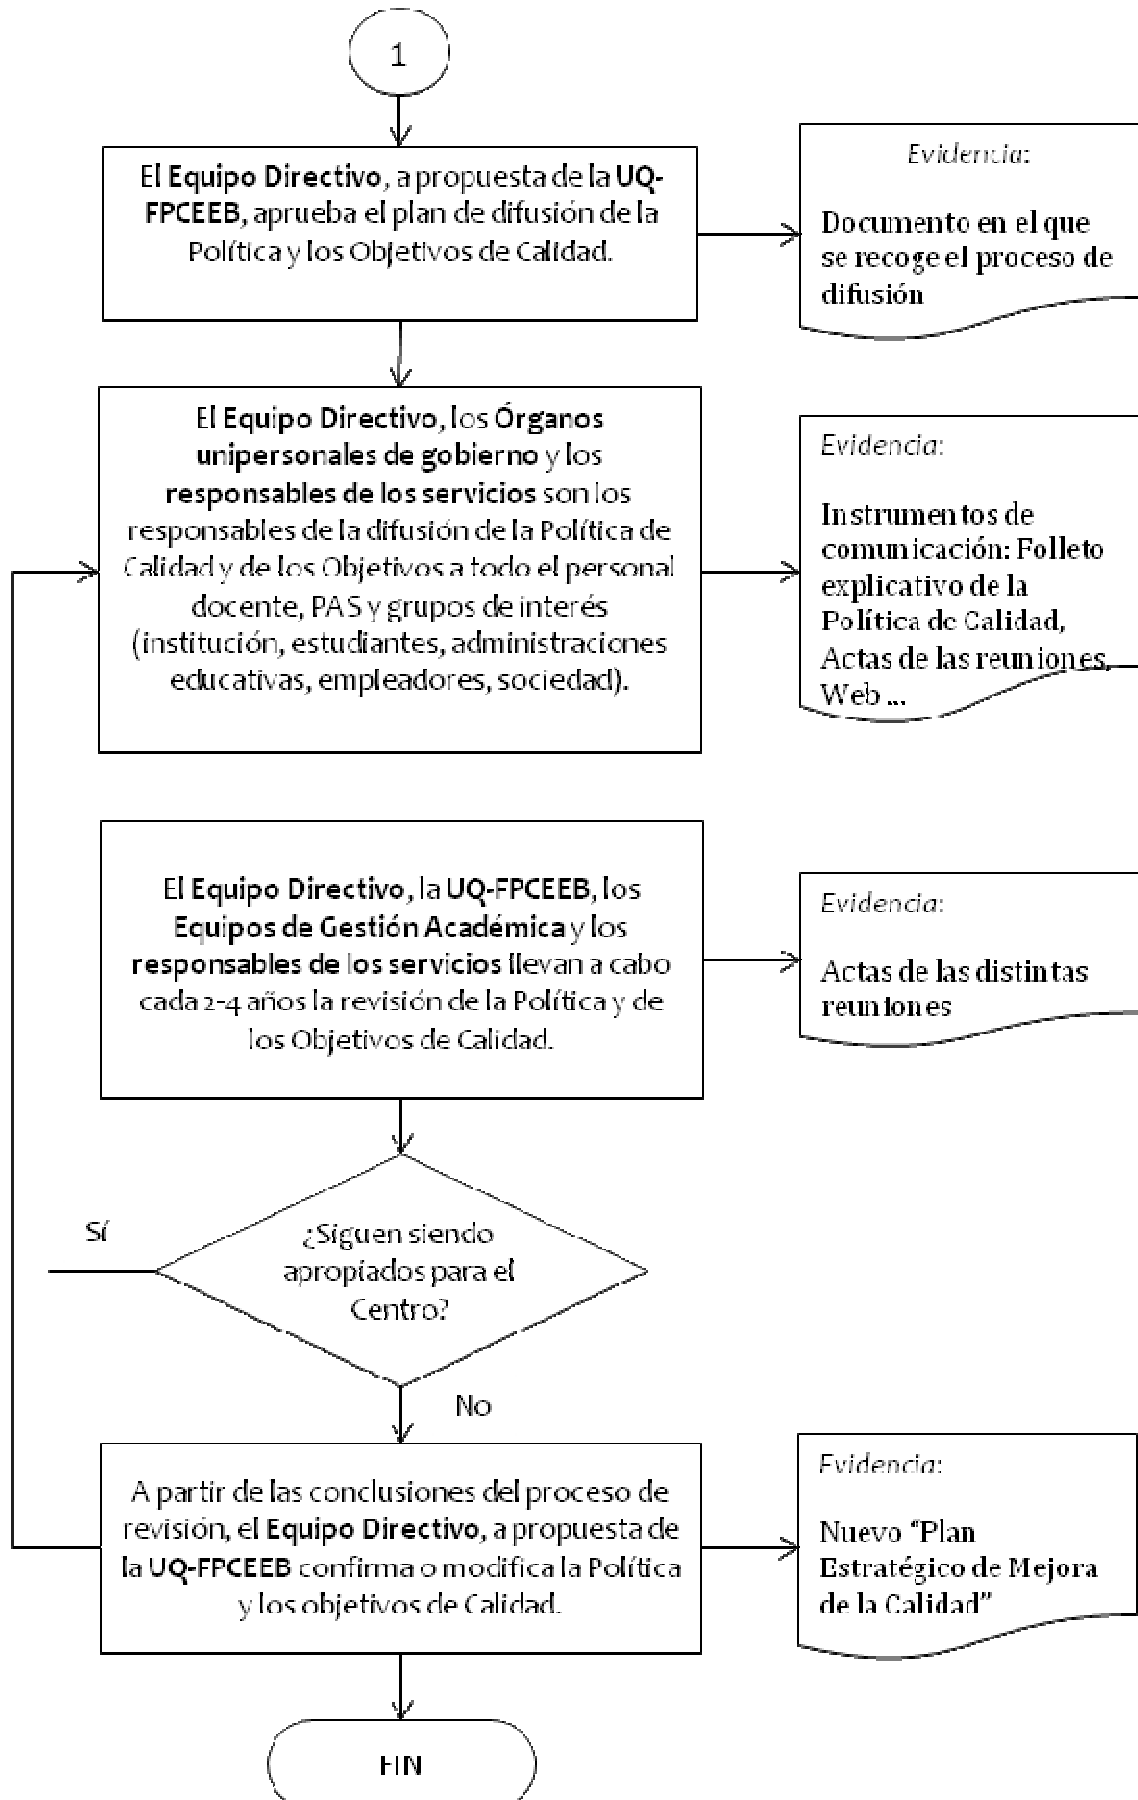 1
El Equipo Directivo, a propuesta de la UQ-
FPCEEB, aprueba el plan de difusión de la
Política y los Objetivos de Calidad.
Evidencia:
Documento en el que
se recoge el proceso de
difusión
El Equipo Directivo, los Órganos
unipersonales de gobierno y los
responsables de los servicios son los
responsables de la difusión de la Política de
Calidad y de los Objetivos a todo el personal
docente, PAS y grupos de interés
(institución, estudiantes, administraciones
educativas, empleadores, sociedad).
Evidencia:
Instrumentos de
comunicación: Folleto
explicativo de la
Política de Calidad,
Actas de las reuniones,
Web ...
El Equipo Directivo, la UQ-FPCEEB, los
Equipos de Gestión Académica y los
responsables de los servicios llevan a cabo
cada 2-4 años la revisión de la Política y de
los Objetivos de Calidad.
Evidencia:
Actas de las distintas
reuniones
Sí
¿Siguen siendo
apropiados para el
Centro?
No
A partir de las conclusiones del proceso de
revisión, el Equipo Directivo, a propuesta de
la UQ-FPCEEB confirma o modifica la Política
y los objetivos de Calidad.
Evidencia:
Nuevo “Plan
Estratégico de Mejora
de la Calidad”
FIN